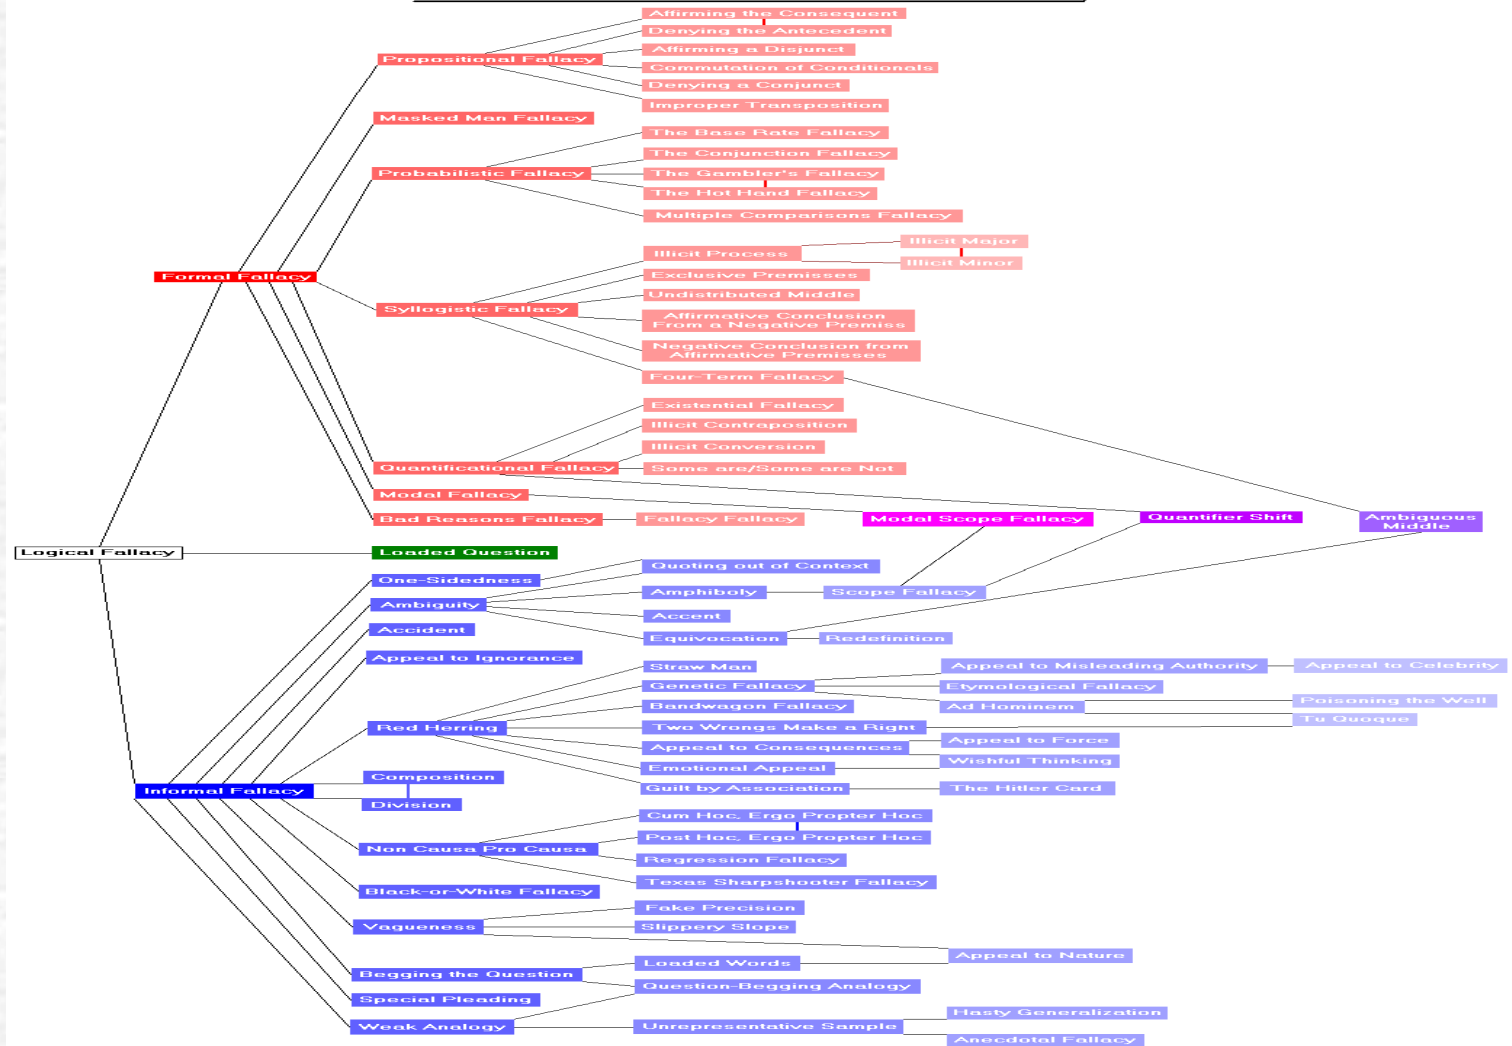 Affirming the Consequent
Denying the Antecedent
Affirming a Disjunct
Propositional Fallacy
Commutation of Conditionals
Denying a Conjunct
Improper Transposition
Masked Man Fallacy
The Base Rate Fallacy
The Conjunction Fallacy
Probabilistic Fallacy
The Gambler's Fallacy
The Hot Hand Fallacy
Multiple Comparisons Fallacy
Illicit Major
Illicit Process
Illicit Minor
Formal Fallacy
Exclusive Premisses
Undistributed Middle
Syllogistic Fallacy
Affirmative Conclusion
From a Negative Premiss
Negative Conclusion from
Affirmative Premisses
Four-Term Fallacy
Existential Fallacy
Illicit Contraposition
Illicit Conversion
Quantificational Fallacy
Some are/Some are Not
Modal Fallacy
Bad Reasons Fallacy
Fallacy Fallacy
Modal Scope Fallacy
Quantifier Shift
Ambiguous
Middle
Logical Fallacy
Loaded Question
Quoting out of Context
One-Sidedness
Amphiboly
Scope Fallacy
Ambiguity
Accent
Accident
Equivocation
Redefinition
Appeal to Ignorance
Straw Man
Appeal to Misleading Authority
Appeal to Celebrity
Genetic Fallacy
Etymological Fallacy
Bandwagon Fallacy
Ad Hominem
Poisoning the Well
Red Herring
Two Wrongs Make a Right
Tu Quoque
Appeal to Consequences
Appeal to Force
Emotional Appeal
Wishful Thinking
Composition
Guilt by Association
The Hitler Card
Informal Fallacy
Division
Cum Hoc, Ergo Propter Hoc
Post Hoc, Ergo Propter Hoc
Non Causa Pro Causa
Regression Fallacy
Texas Sharpshooter Fallacy
Black-or-White Fallacy
Fake Precision
Vagueness
Slippery Slope
Appeal to Nature
Loaded Words
Begging the Question
Question-Begging Analogy
Special Pleading
Hasty Generalization
Weak Analogy
Unrepresentative Sample
Anecdotal Fallacy